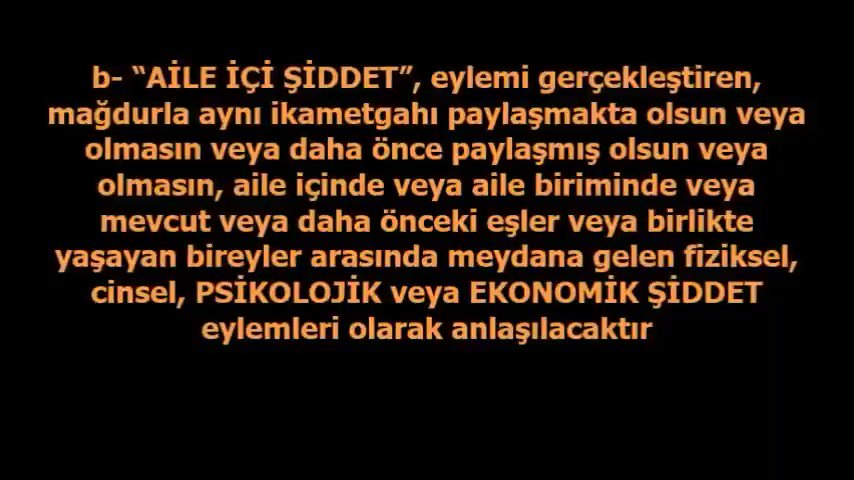 b- “AİLE İÇİ ŞİDDET”, eylemi gerçekleştiren,
mağdurla aynı ikametgahı paylaşmakta olsun veya
olmasın veya daha önce paylaşmış olsun veya
olmasın, aile içinde veya aile biriminde veya
mevcut veya daha önceki eşler veya birlikte
yaşayan bireyler arasında meydana gelen fiziksel,
cinsel, PSİKOLOJİK veya EKONOMİK ŞİDDET
eylemleri olarak anlaşılacaktır